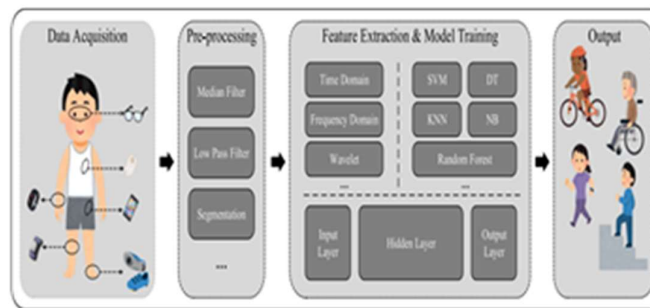 Data Acquisition
Pre-processing
Median Filter
Low Pass Filter
Segmentation
...
Feature Extraction & Model Training
Time Domain
Frequency Domain
Wavelet
...
SVM
DT
KNN
NB
Random Forest
...
Input
Layer
Hidden Layer
Output
Layer
Output